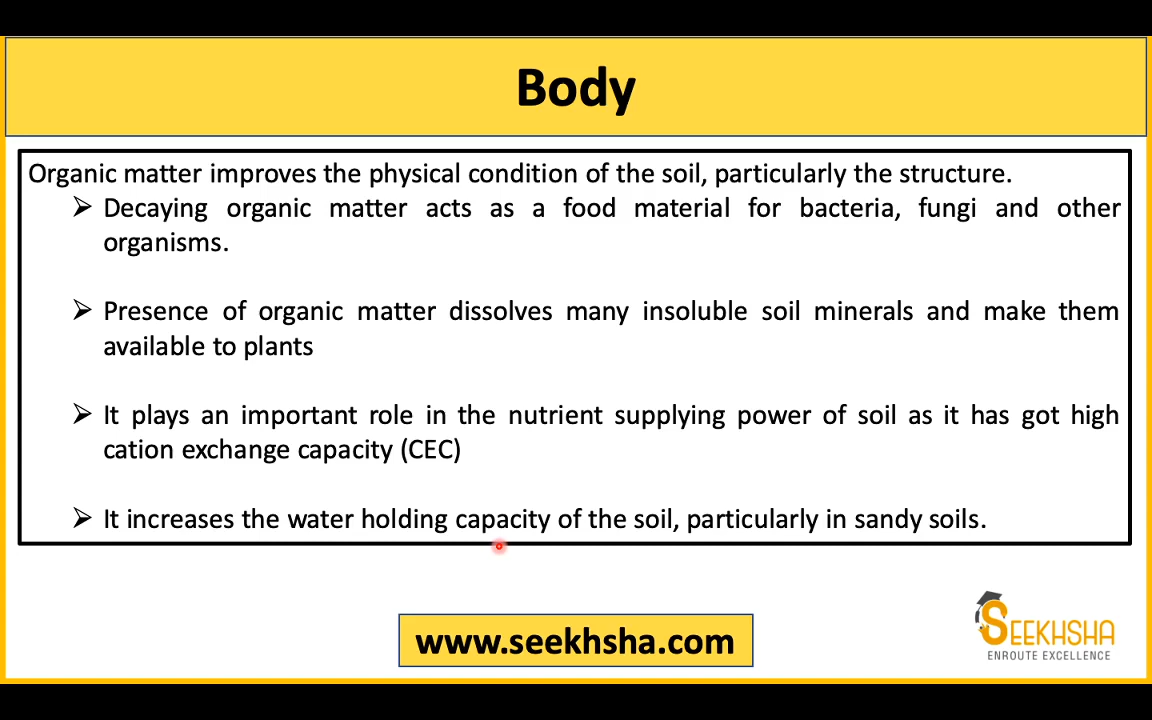 Body
Organic matter improves the physical condition of the soil, particularly the structure.
➢ Decaying organic matter acts as a food material for bacteria, fungi and other
organisms.
➢ Presence of organic matter dissolves many insoluble soil minerals and make them
available to plants
➢ It plays an important role in the nutrient supplying power of soil as it has got high
cation exchange capacity (CEC)
➢ It increases the water holding capacity of the soil, particularly in sandy soils.
www.seekhsha.com
SEEKHSHA
ENROUTE EXCELLENCE